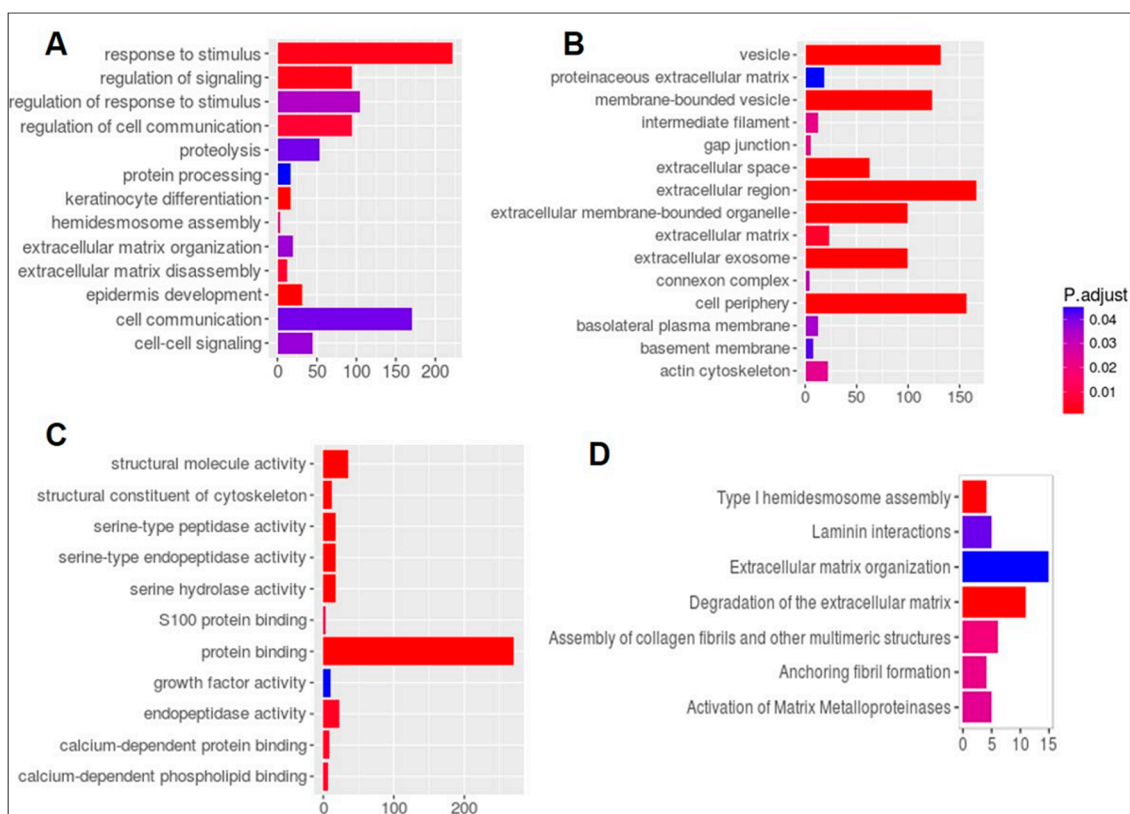 A
response to stimulus
regulation of signaling
regulation of response to stimulus
regulation of cell communication
proteolysis
protein processing
keratinocyte differentiation
hemidesmosome assembly
extracellular matrix organization
extracellular matrix disassembly
epidermis development
cell communication
cell-cell signaling
0 50 100 150 200
B
vesicle
proteinaceous extracellular matrix
membrane-bounded vesicle
intermediate filament
gap junction
extracellular space
extracellular region
extracellular membrane-bounded organelle
extracellular matrix
extracellular exosome
connexon complex
cell periphery
basolateral plasma membrane
basement membrane
actin cytoskeleton
0 50 100 150
P.adjust
0.04
0.03
0.02
0.01
C
structural molecule activity
structural constituent of cytoskeleton
serine-type peptidase activity
serine-type endopeptidase activity
serine hydrolase activity
S100 protein binding
protein binding
growth factor activity
endopeptidase activity
calcium-dependent protein binding
calcium-dependent phospholipid binding
0 100 200
D
Type I hemidesmosome assembly
Laminin interactions
Extracellular matrix organization
Degradation of the extracellular matrix
Assembly of collagen fibrils and other multimeric structures
Anchoring fibril formation
Activation of Matrix Metalloproteinases
0 5 10 15